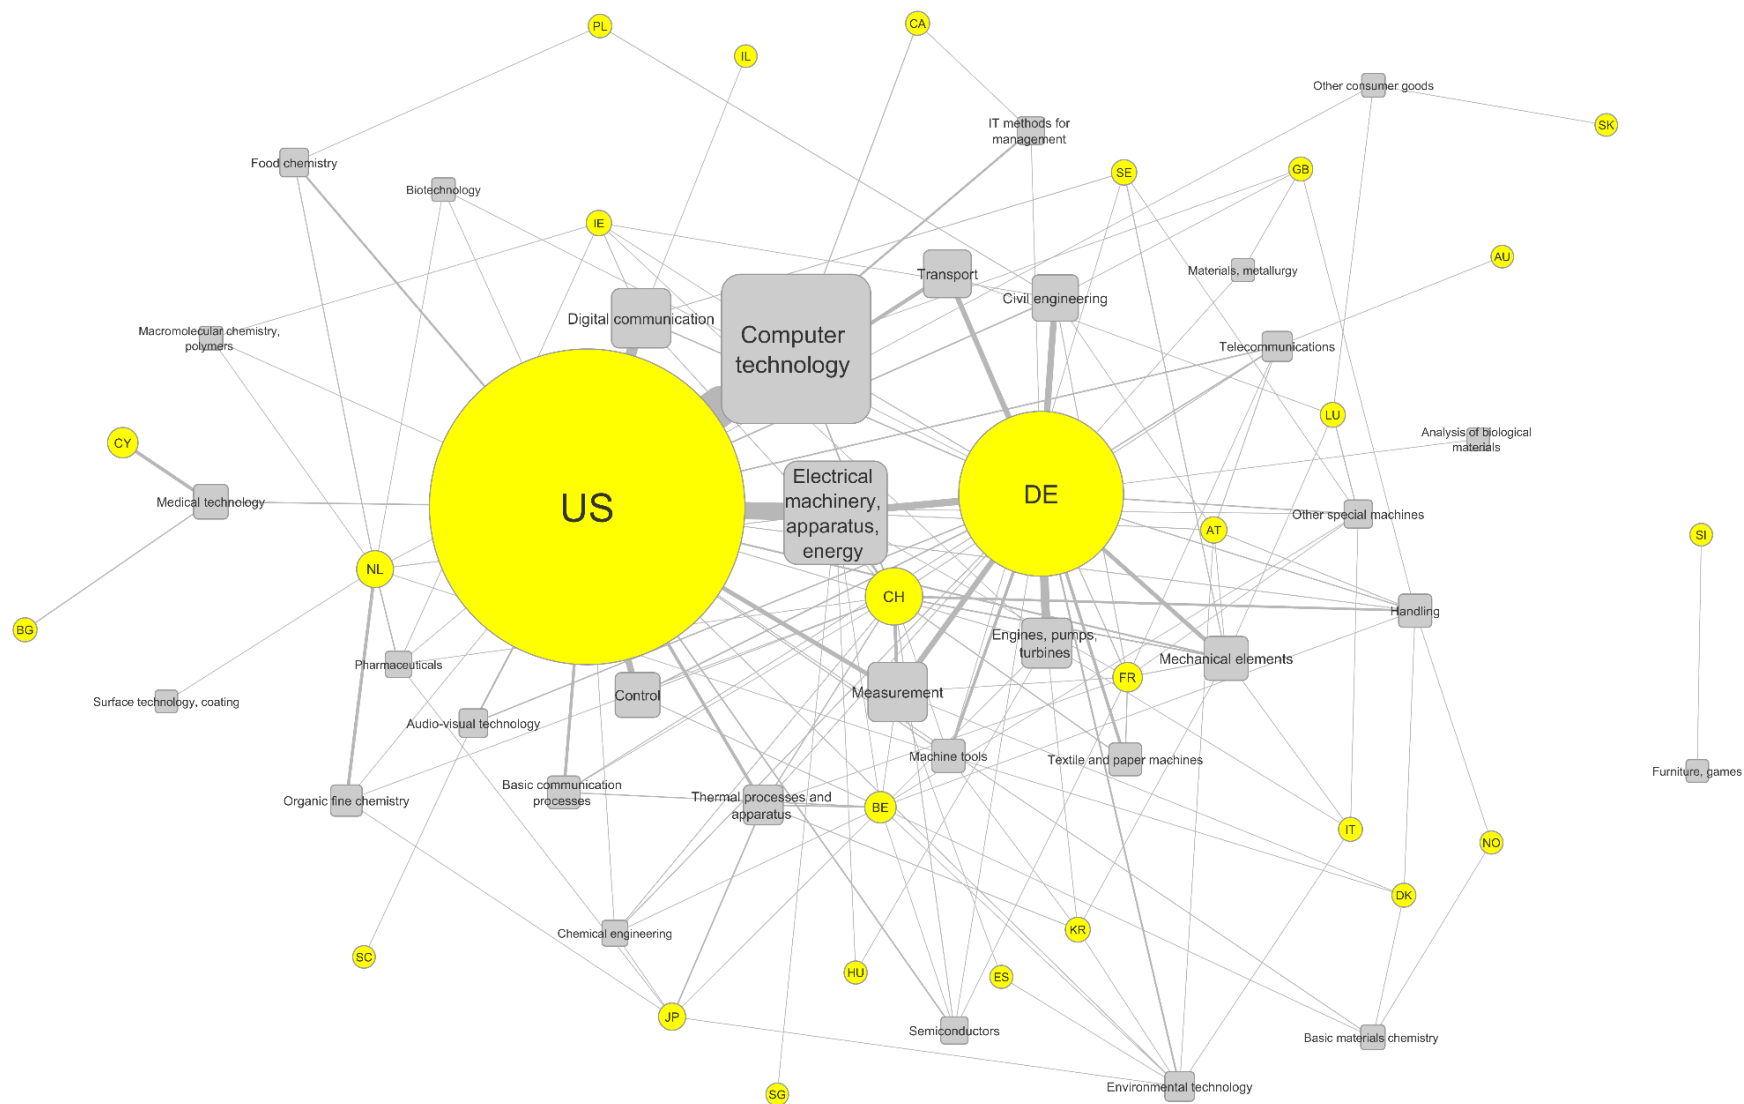 PL
CA
IL
Other consumer goods
SK
IT methods for
management
Food chemistry
SE
GB
Biotechnology
IE
AU
Transport
Materials, metallurgy
Civil engineering
Digital communication
Macromolecular chemistry,
polymers
Computer
technology
Telecommunications
LU
CY
Analysis of biological
materials
Medical technology
US
Electrical
machinery,
apparatus,
energy
DE
Other special machines
AT
SI
NL
CH
Handling
BG
Engines, pumps,
turbines
Mechanical elements
Pharmaceuticals
FR
Surface technology, coating
Control
Measurement
Audio-visual technology
Machine tools
Textile and paper machines
Furniture, games
Organic fine chemistry
Basic communication
processes
Thermal processes and
apparatus
BE
IT
NO
DK
Chemical engineering
KR
SC
HU
ES
JP
Semiconductors
Basic materials chemistry
SG
Environmental technology